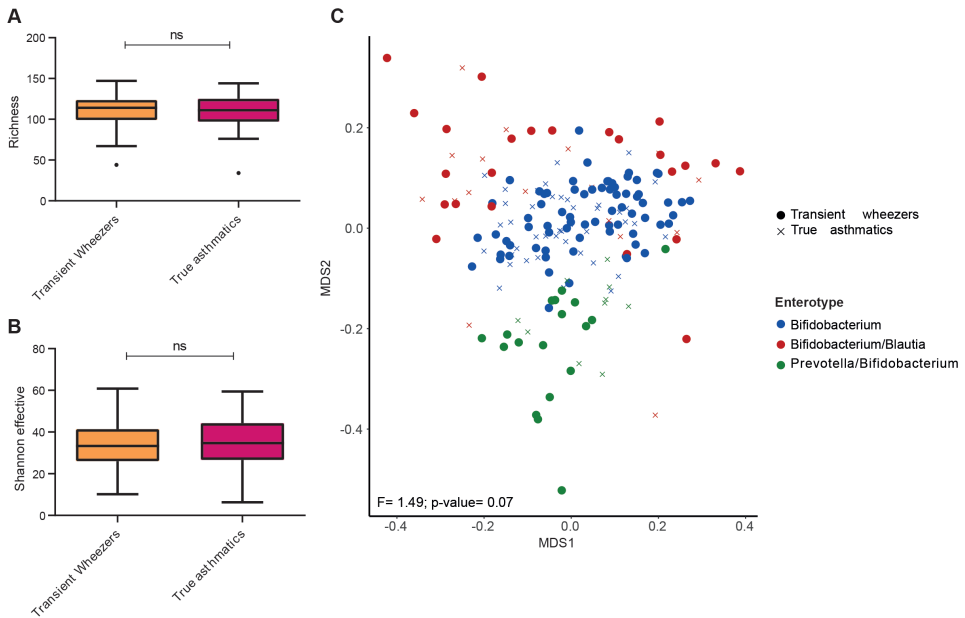 A
ns
200
150
100
50
0
Richness
Transient Wheezers
True asthmatics
B
ns
80
60
40
20
0
Shannon effective
Transient Wheezers
True asthmatics
C
0.2
0.0
-0.2
-0.4
MDS2
F= 1.49; p-value= 0.07
-0.4
-0.2
0.0
0.2
0.4
MDS1
Transient wheezers
True asthmatics
Enterotype
Bifidobacterium
Bifidobacterium/Blautia
Prevotella/Bifidobacterium